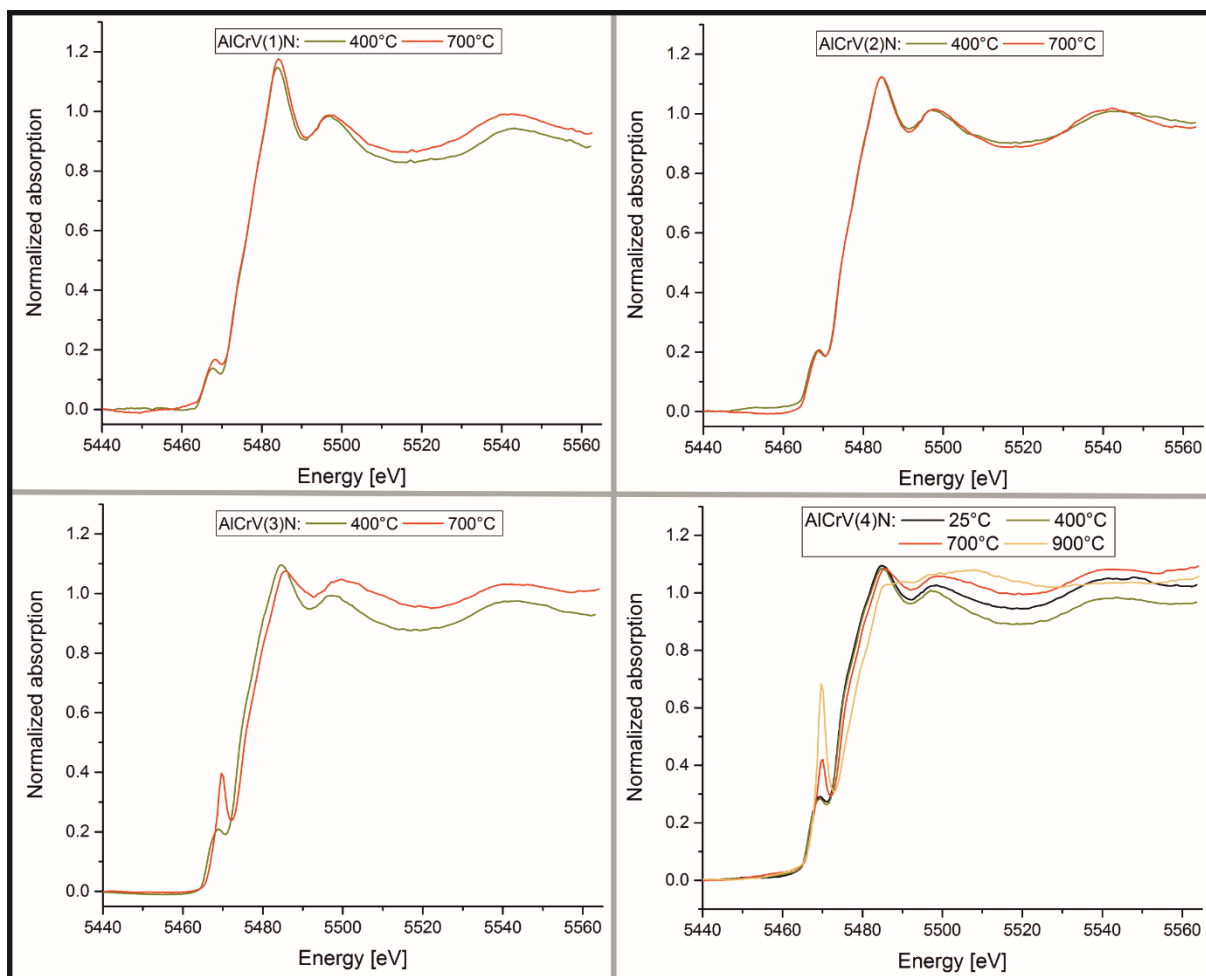 AlCrV(1)N: 400°C 700°C
1.2
1.0
0.8
0.6
0.4
0.2
0.0
Normalized absorption
5440 5460 5480 5500 5520 5540 5560
Energy [eV]
AlCrV(2)N: 400°C 700°C
1.2
1.0
0.8
0.6
0.4
0.2
0.0
Normalized absorption
5440 5460 5480 5500 5520 5540 5560
Energy [eV]
AlCrV(3)N: 400°C 700°C
1.2
1.0
0.8
0.6
0.4
0.2
0.0
Normalized absorption
5440 5460 5480 5500 5520 5540 5560
Energy [eV]
AlCrV(4)N: 25°C 400°C
700°C 900°C
1.2
1.0
0.8
0.6
0.4
0.2
0.0
Normalized absorption
5440 5460 5480 5500 5520 5540 5560
Energy [eV]